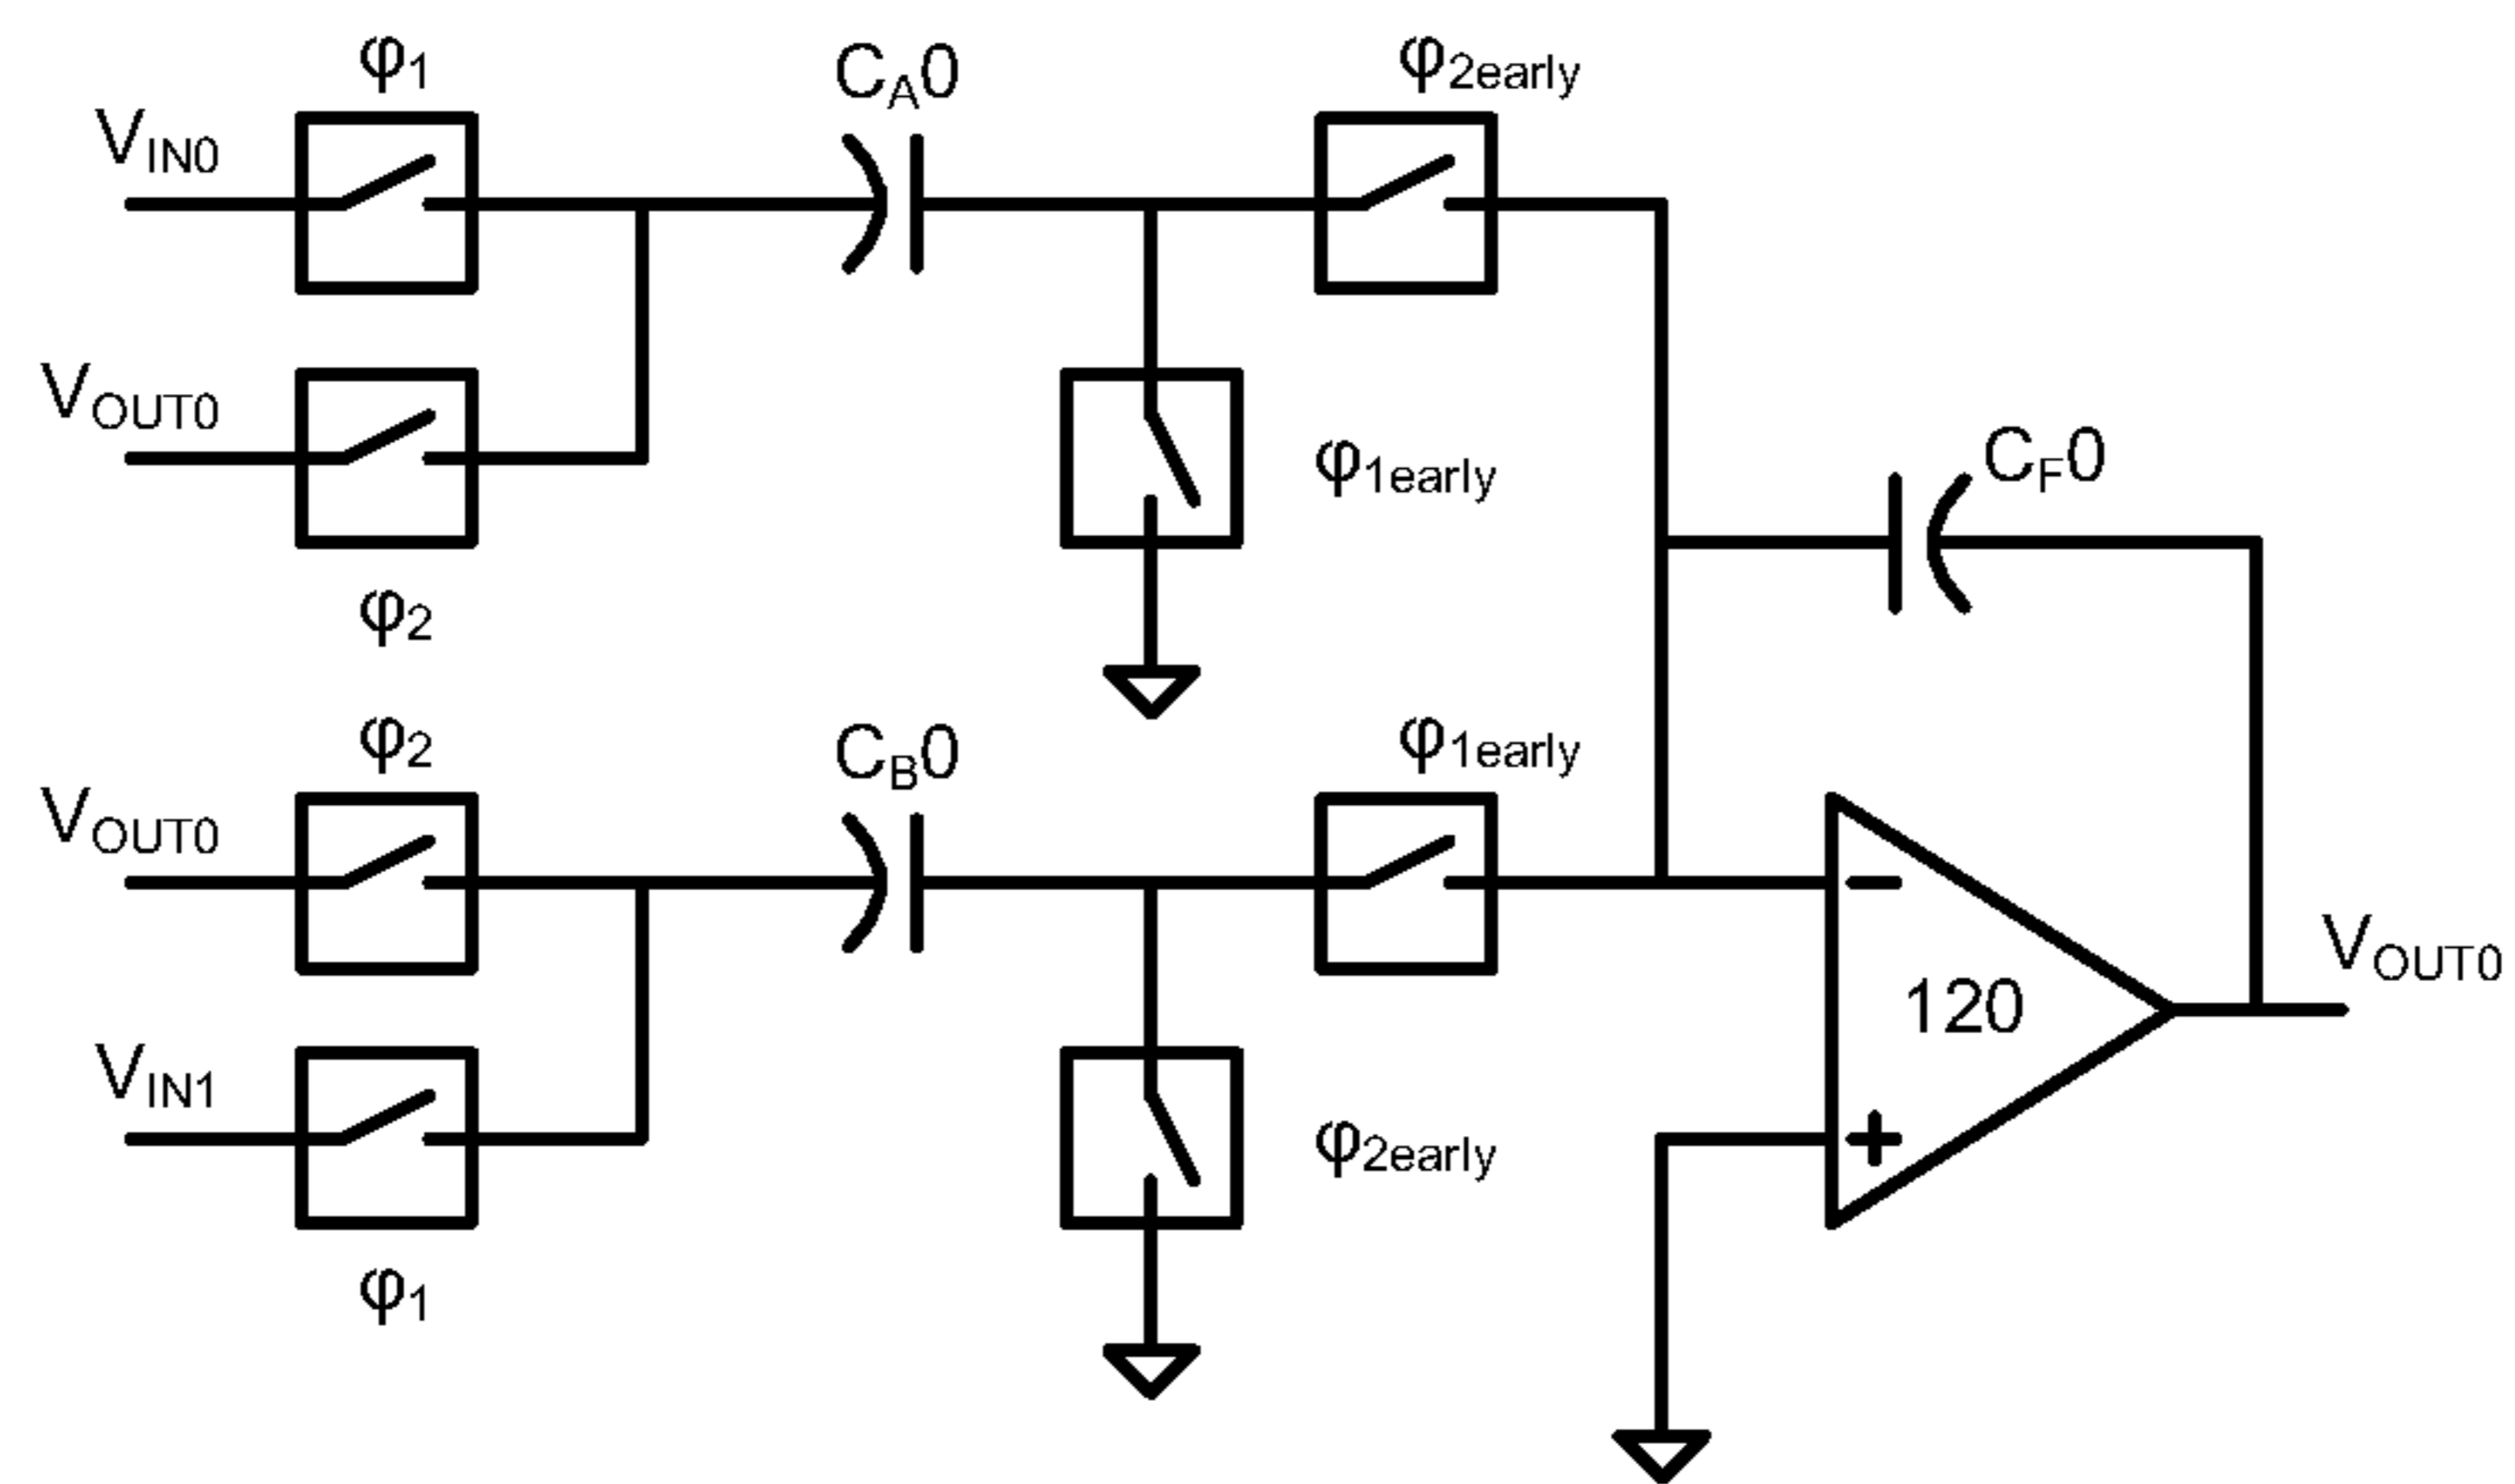 φ1
CA0
φ2early
VIN0
VOUT0
φ1early
CF0
φ2
φ2
CB0
φ1early
VOUT0
VOUT0
−
120
VIN1
+
φ2early
φ1